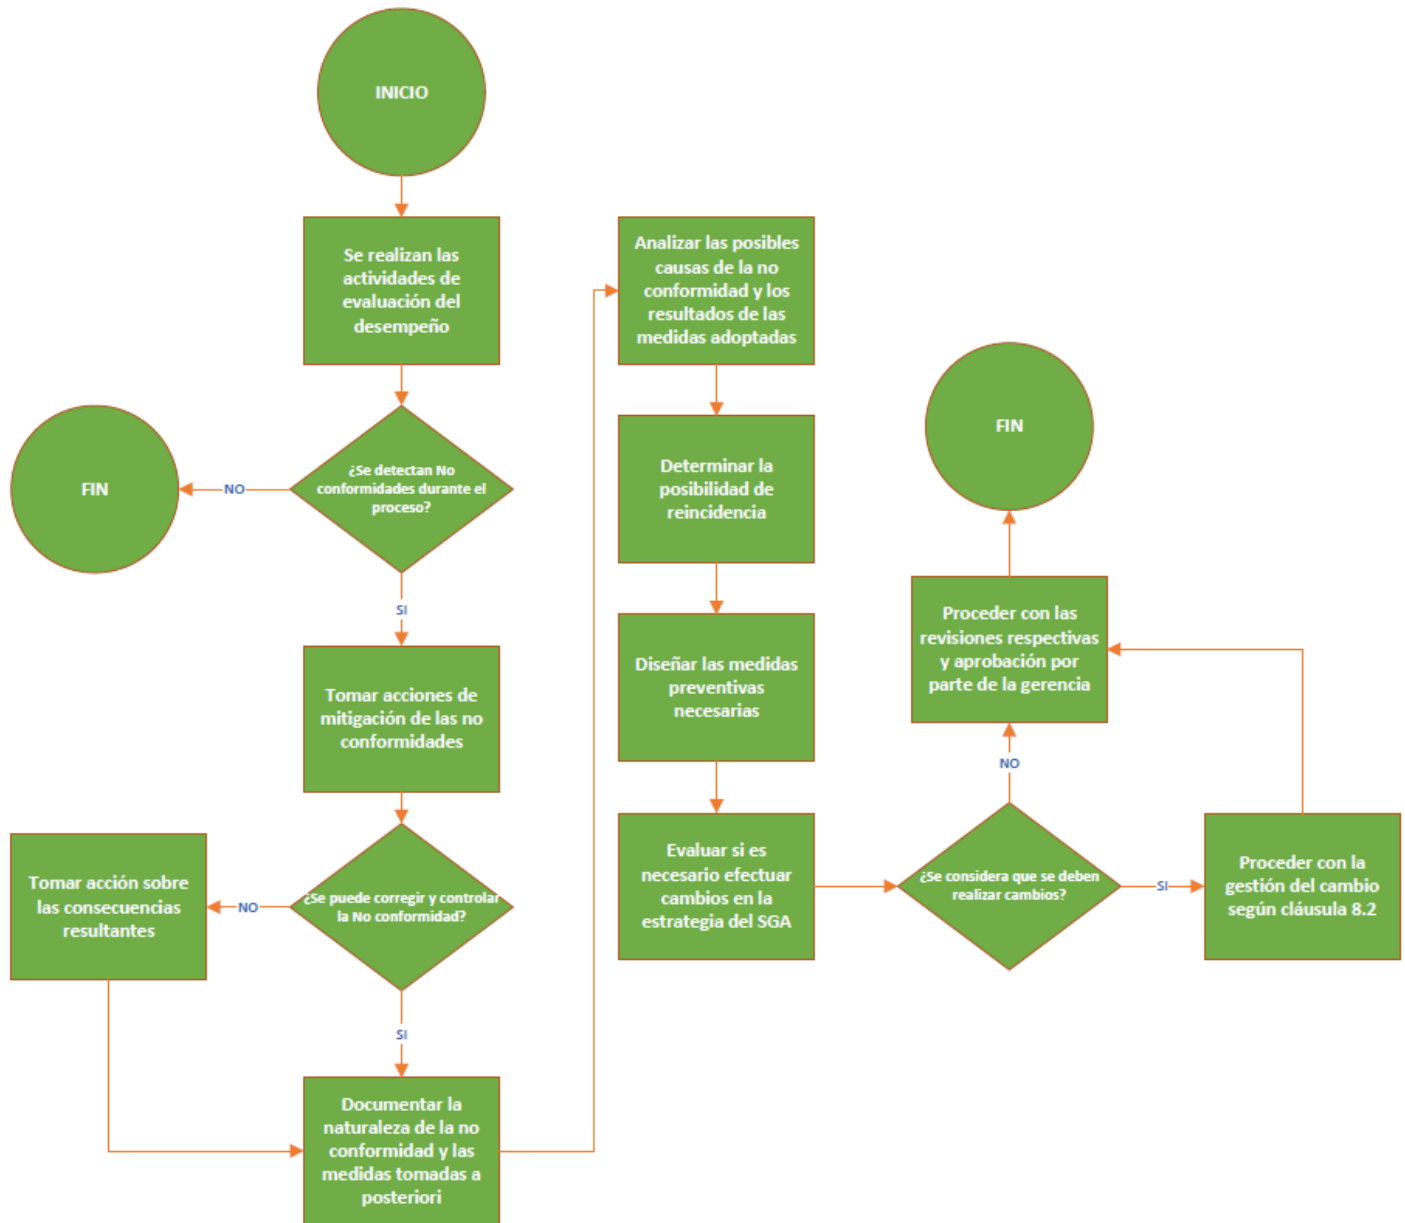 INICIO
Se realizan las
actividades de
evaluación del
desempeño
¿Se detectan No
conformidades durante el
proceso?
NO
FIN
SI
Tomar acciones de
mitigación de las no
conformidades
¿Se puede corregir y controlar
la No conformidad?
NO
Tomar acción sobre
las consecuencias
resultantes
SI
Documentar la
naturaleza de la no
conformidad y las
medidas tomadas a
posteriori
Analizar las posibles
causas de la no
conformidad y los
resultados de las
medidas adoptadas
Determinar la
posibilidad de
reincidencia
Diseñar las medidas
preventivas
necesarias
Evaluar si es
necesario efectuar
cambios en la
estrategia del SGA
¿Se considera que se deben
realizar cambios?
SI
Proceder con la
gestión del cambio
según cláusula 8.2
NO
Proceder con las
revisiones respectivas
y aprobación por
parte de la gerencia
FIN